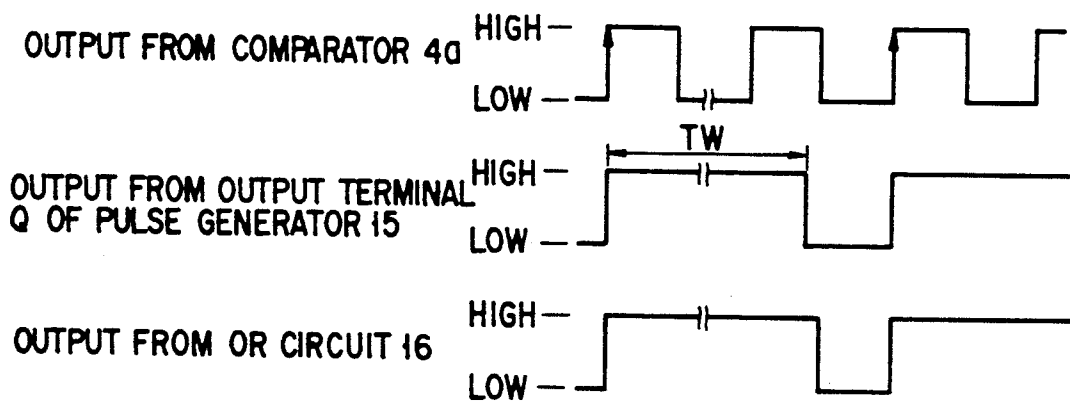 OUTPUT FROM COMPARATOR 4a
HIGH
LOW
TW
OUTPUT FROM OUTPUT TERMINAL
Q OF PULSE GENERATOR 15
HIGH
LOW
OUTPUT FROM OR CIRCUIT 16
HIGH
LOW